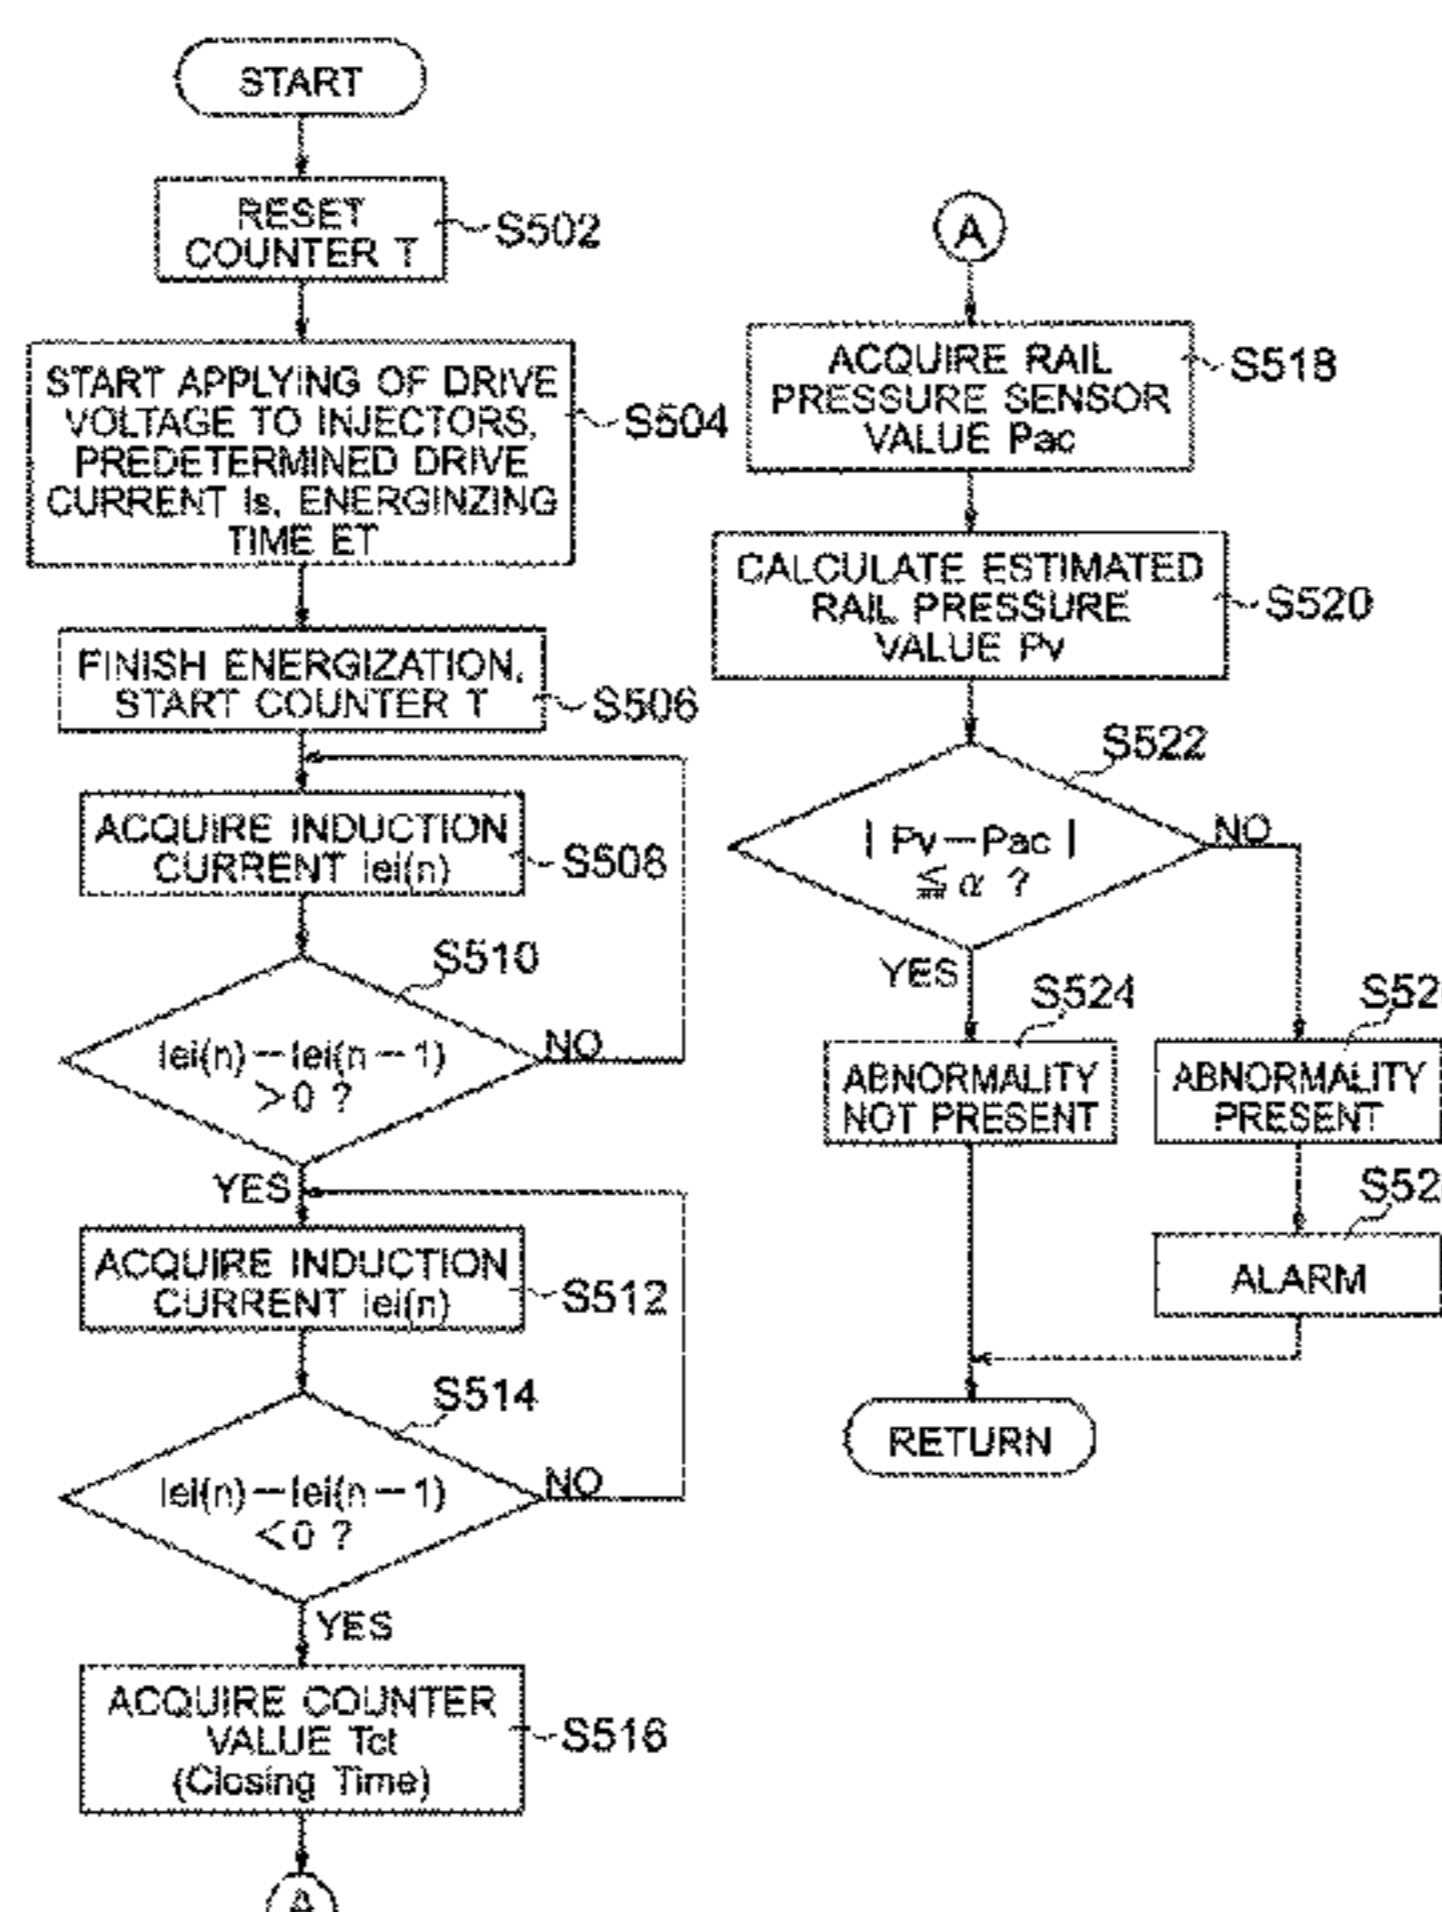 START
RESET
COUNTER T
S502
START APPLYING OF DRIVE
VOLTAGE TO INJECTORS,
PREDETERMINED DRIVE
CURRENT Is, ENERGINZING
TIME ET
S504
FINISH ENERGIZATION,
START COUNTER T
S506
ACQUIRE INDUCTION
CURRENT Iei(n)
S508
S510
Iei(n)－Iei(n－1)
＞0 ?
NO
YES
ACQUIRE INDUCTION
CURRENT Iei(n)
S512
S514
Iei(n)－Iei(n－1)
＜0 ?
NO
YES
ACQUIRE COUNTER
VALUE Tct
(Closing Time)
S516
A
A
ACQUIRE RAIL
PRESSURE SENSOR
VALUE Pac
S518
CALCULATE ESTIMATED
RAIL PRESSURE
VALUE Pv
S520
S522
| Pv－Pac |
≦α ?
NO
YES
S524
ABNORMALITY
NOT PRESENT
S52
ABNORMALITY
PRESENT
S52
ALARM
RETURN